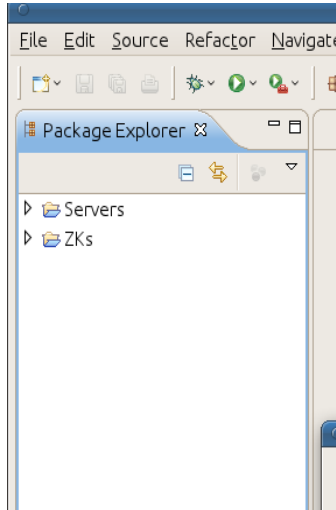 File Edit Source Refactor Navigate
Package Explorer
Servers
ZKs